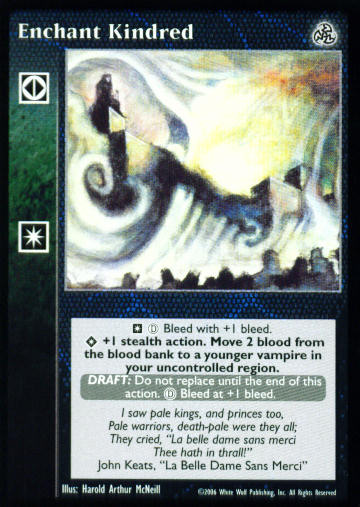 Enchant Kindred
Ⓓ Bleed with +1 bleed.
+1 stealth action. Move 2 blood from
the blood bank to a younger vampire in
your uncontrolled region.
DRAFT: Do not replace until the end of this
action. Ⓓ Bleed at +1 bleed.
I saw pale kings, and princes too,
Pale warriors, death-pale were they all;
They cried, “La belle dame sans merci
Thee hath in thrall!”
John Keats, “La Belle Dame Sans Merci”
Illus: Harold Arthur McNeill
©2006 White Wolf Publishing, Inc. All Rights Reserved